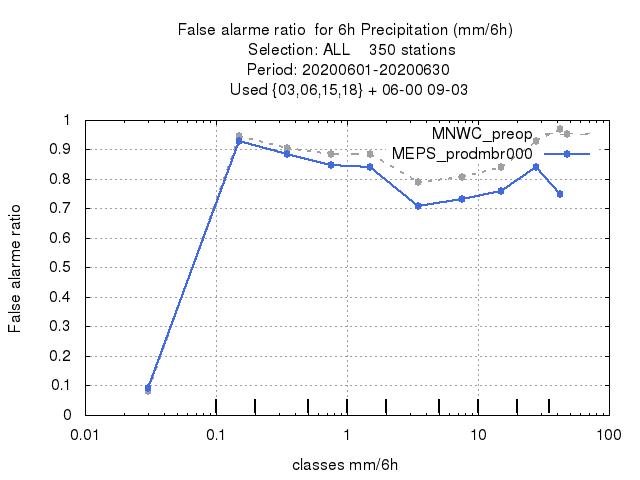 False alarme ratio  for 6h Precipitation (mm/6h)
Selection: ALL    350 stations
Period: 20200601-20200630
Used {03,06,15,18} + 06-00 09-03
1
0.9
0.8
0.7
0.6
0.5
0.4
0.3
0.2
0.1
0
False alarme ratio
MNWC_preop
MEPS_prodmbr000
0.01
0.1
1
10
100
classes mm/6h